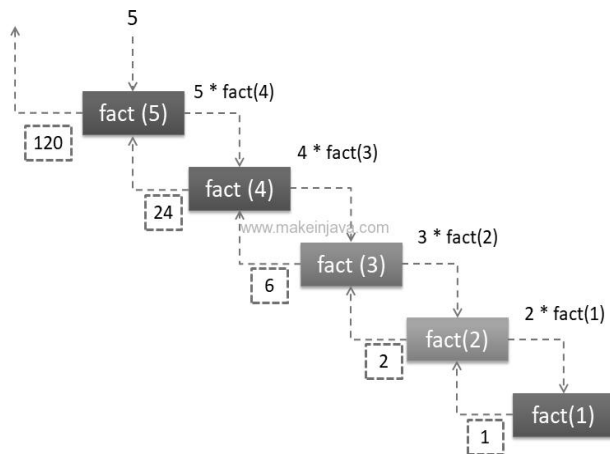 5
fact (5)
5 * fact(4)
120
fact (4)
4 * fact(3)
24
www.makeinjava.com
fact (3)
3 * fact(2)
6
fact(2)
2 * fact(1)
2
fact(1)
1